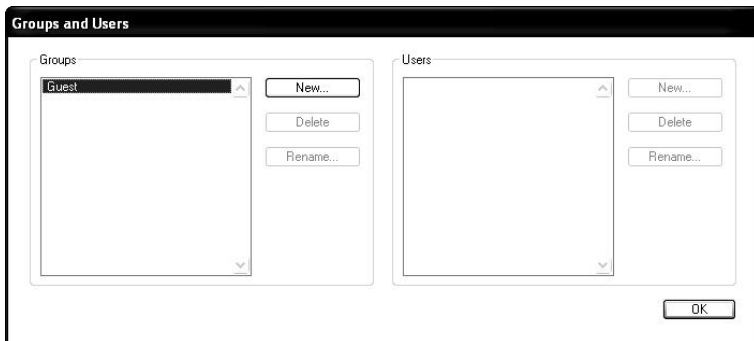 Groups and Users
Groups
Guest
New...
Delete
Rename...
Users
New...
Delete
Rename...
OK